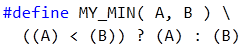 #define MY_MIN( A, B ) \
((A) < (B)) ? (A) : (B)